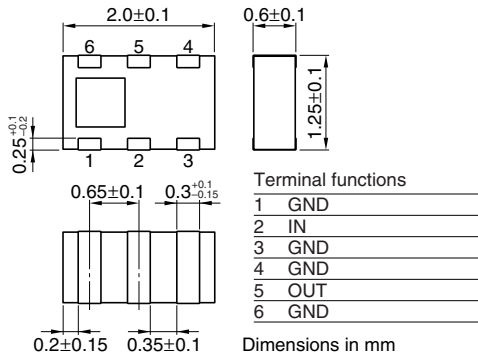 2.0±0.1
0.6±0.1
6 5 4
1.25±0.1
0.25+0.1−0.2
1 2 3
0.65±0.1
0.3+0.1−0.15
Terminal functions
1 GND
2 IN
3 GND
4 GND
5 OUT
6 GND
0.2±0.15
0.35±0.1
Dimensions in mm